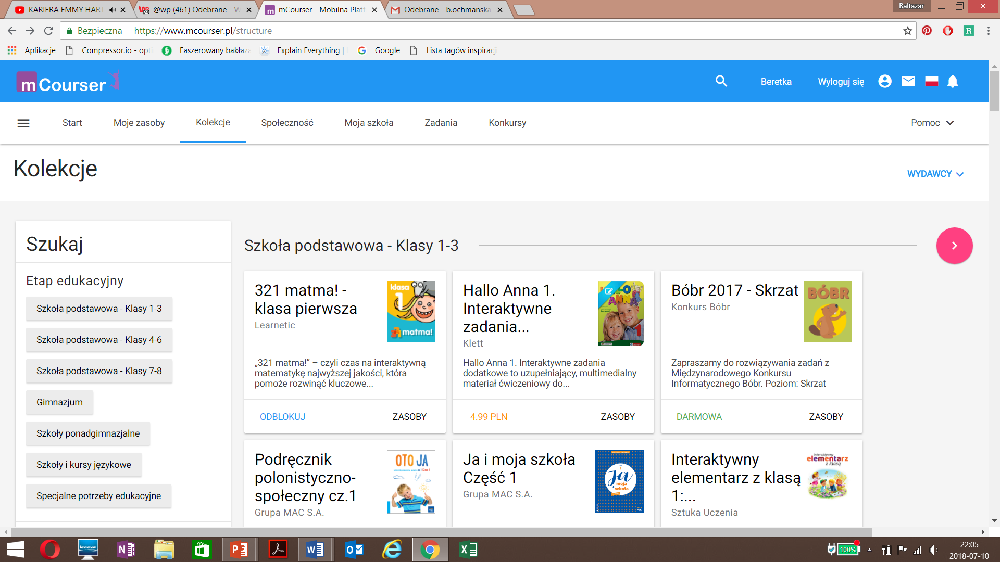 KARIERA EMMY HART
@wp (461) Odebrane - W
mCourser - Mobilna Platf
Odebrane - b.ochmanska
Baltazar
Bezpieczna
https://www.mcourser.pl/structure
Aplikacje
Compressor.io - opti
Faszerowany bakłaża
Explain Everything |
Google
Lista tagów inspiracji
mCourser
Beretka
Wyloguj się
Start
Moje zasoby
Kolekcje
Społeczność
Moja szkoła
Zadania
Konkursy
Pomoc
Kolekcje
WYDAWCY
Szukaj
Etap edukacyjny
Szkoła podstawowa - Klasy 1-3
Szkoła podstawowa - Klasy 4-6
Szkoła podstawowa - Klasy 7-8
Gimnazjum
Szkoły ponadgimnazjalne
Szkoły i kursy językowe
Specjalne potrzeby edukacyjne
Szkoła podstawowa - Klasy 1-3
321 matma! -
klasa pierwsza
Learnetic
klasa
1
matma!
„321 matma!” – czyli czas na interaktywną
matematykę najwyższej jakości, która
pomoże rozwinąć kluczowe...
ODBLOKUJ
ZASOBY
Hallo Anna 1.
Interaktywne
zadania...
Klett
ANNA
1
Hallo Anna 1. Interaktywne zadania
dodatkowe to uzupełniający, multimedialny
materiał ćwiczeniowy do...
4.99 PLN
ZASOBY
Bóbr 2017 - Skrzat
Konkurs Bóbr
BÓBR
Zapraszamy do rozwiązywania zadań z
Międzynarodowego Konkursu
Informatycznego Bóbr. Poziom: Skrzat
DARMOWA
ZASOBY
Podręcznik
polonistyczno-
społeczny cz.1
Grupa MAC S.A.
OTO JA
Ja i moja szkoła
Część 1
Grupa MAC S.A.
Ja
moja
szkoła
Interaktywny
elementarz z klasą
1:...
Sztuka Uczenia
interaktywny
elementarz
z klasą
100%
22:05
2018-07-10